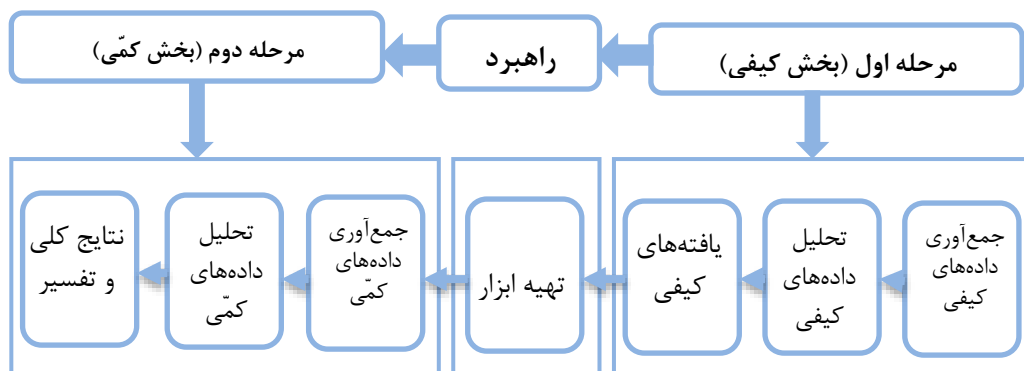 مرحله اول (بخش کیفی)
راهبرد
مرحله دوم (بخش کمّی)
جمع‌آوری
داده‌های
کیفی
تحلیل
داده‌های
کیفی
یافته‌های
کیفی
تهیه ابزار
جمع‌آوری
داده‌های
کمّی
تحلیل
داده‌های
کمّی
نتایج کلی
و تفسیر